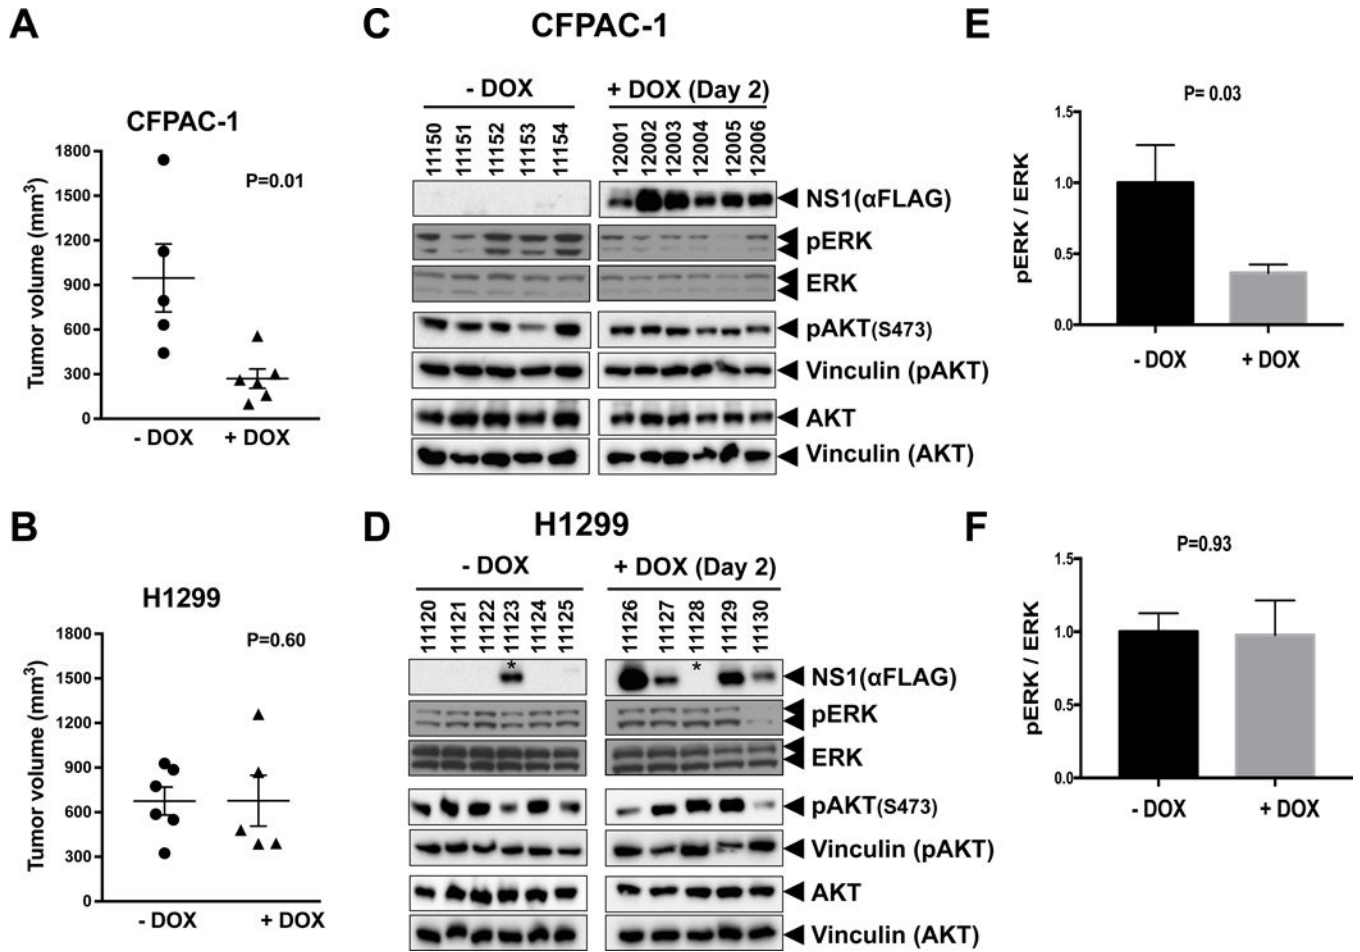 A
CFPAC-1
P=0.01
Tumor volume (mm3)
1800
1500
1200
900
600
300
0
- DOX
+ DOX
B
H1299
P=0.60
Tumor volume (mm3)
1800
1500
1200
900
600
300
0
- DOX
+ DOX
C
CFPAC-1
- DOX
+ DOX (Day 2)
11150
11151
11152
11153
11154
12001
12002
12003
12004
12005
12006
NS1(αFLAG)
pERK
ERK
pAKT(S473)
Vinculin (pAKT)
AKT
Vinculin (AKT)
D
H1299
- DOX
+ DOX (Day 2)
11120
11121
11122
11123
11124
11125
11126
11127
11128
11129
11130
*
*
NS1(αFLAG)
pERK
ERK
pAKT(S473)
Vinculin (pAKT)
AKT
Vinculin (AKT)
E
P= 0.03
pERK / ERK
1.5
1.0
0.5
0.0
- DOX
+ DOX
F
P=0.93
pERK / ERK
1.5
1.0
0.5
0.0
- DOX
+ DOX